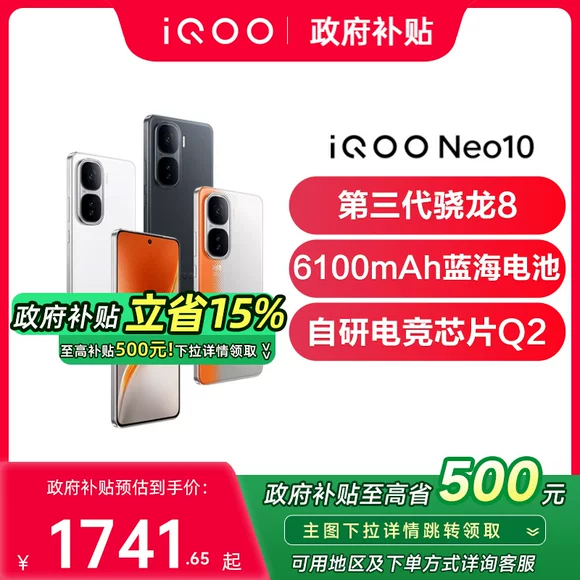 iQOO 政府补贴
iQOO Neo10
第三代骁龙8
6100mAh蓝海电池
自研电竞芯片Q2
政府补贴 立省15%
至高补贴500元!下拉详情领取
政府补贴预估到手价:
¥1741.65 起
政府补贴至高省500元
主图下拉详情跳转领取
可用地区及下单方式详询客服